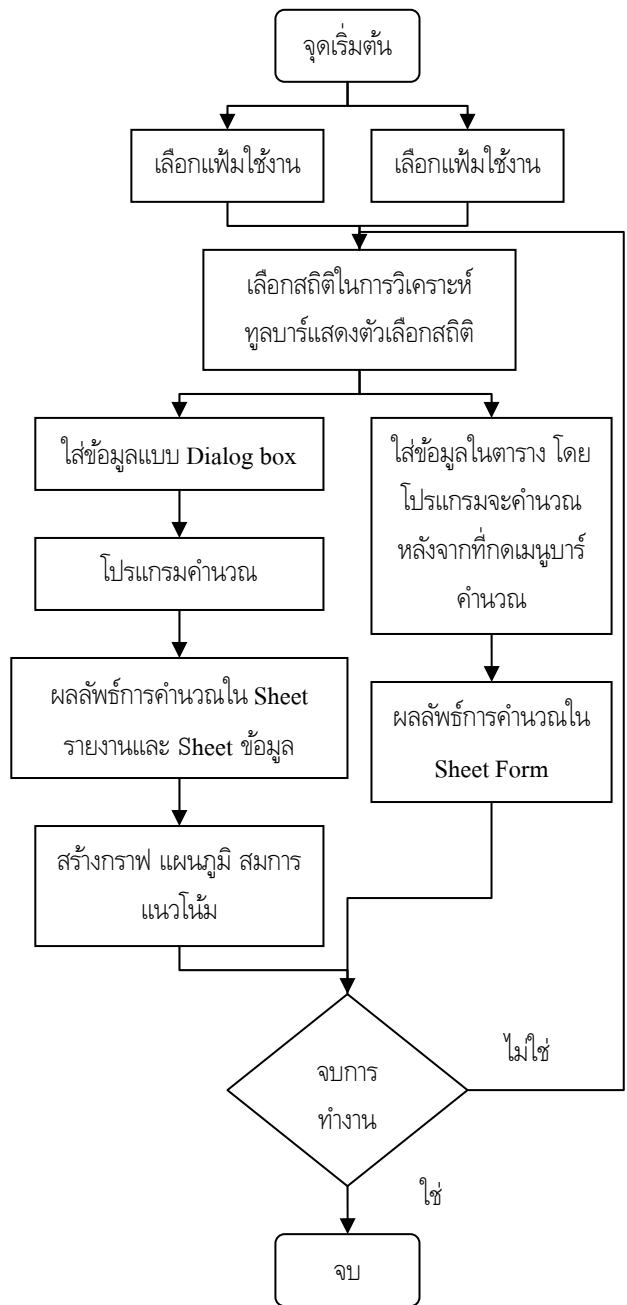 จุดเริ่มต้น
เลือกแฟ้มใช้งาน
เลือกแฟ้มใช้งาน
เลือกสถิติในการวิเคราะห์
ทูลบาร์แสดงตัวเลือกสถิติ
ใส่ข้อมูลแบบ Dialog box
ใส่ข้อมูลในตาราง โดย
โปรแกรมจะคำนวณ
หลังจากที่กดเมนูบาร์
คำนวณ
โปรแกรมคำนวณ
ผลลัพธ์การคำนวณใน Sheet
รายงานและ Sheet ข้อมูล
ผลลัพธ์การคำนวณใน
Sheet Form
สร้างกราฟ แผนภูมิ สมการ
แนวโน้ม
จบการ
ทำงาน
ไม่ใช่
ใช่
จบ